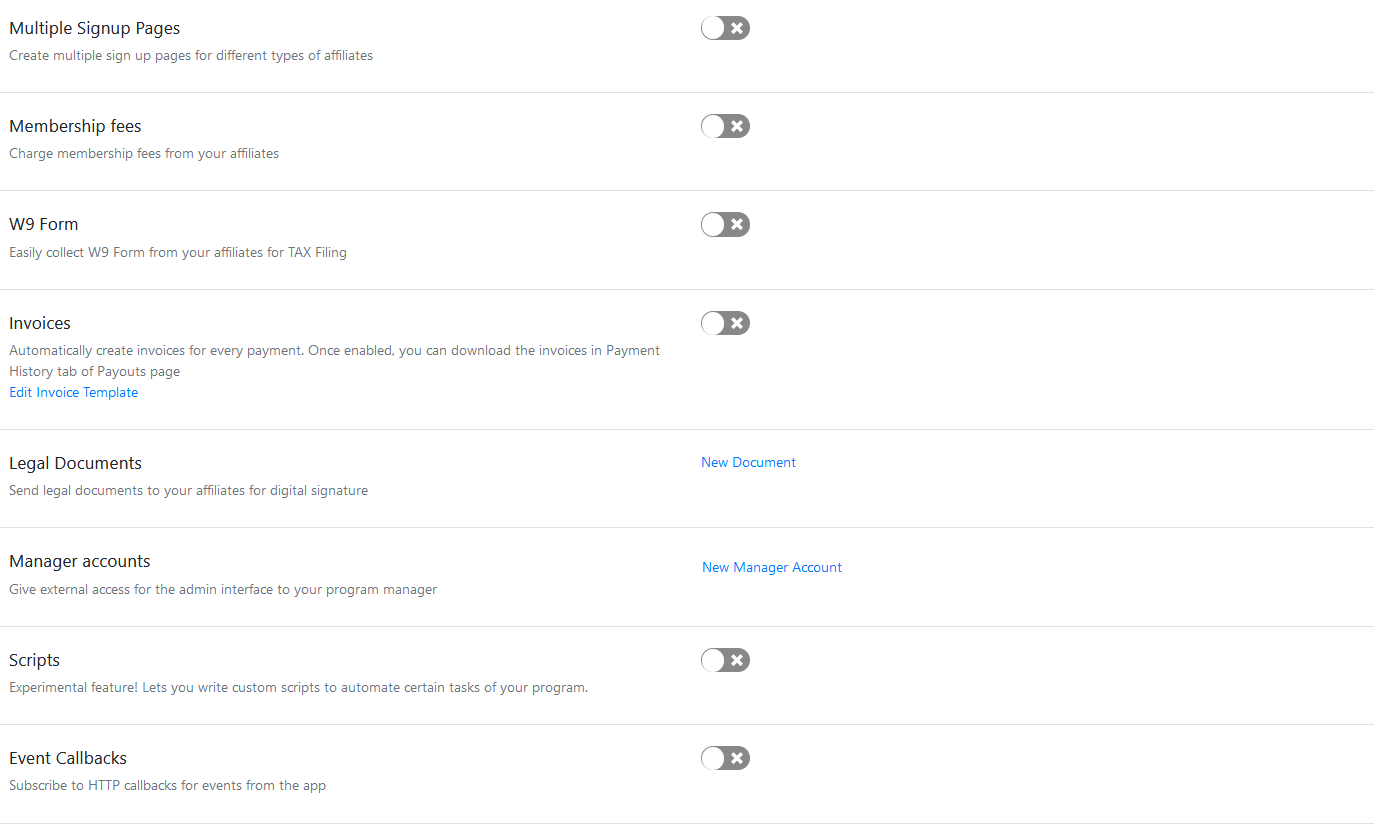 Multiple Signup Pages
Create multiple sign up pages for different types of affiliates
Membership fees
Charge membership fees from your affiliates
W9 Form
Easily collect W9 Form from your affiliates for TAX Filing
Invoices
Automatically create invoices for every payment. Once enabled, you can download the invoices in Payment
History tab of Payouts page
Edit Invoice Template
Legal Documents
New Document
Send legal documents to your affiliates for digital signature
Manager accounts
New Manager Account
Give external access for the admin interface to your program manager
Scripts
Experimental feature! Lets you write custom scripts to automate certain tasks of your program.
Event Callbacks
Subscribe to HTTP callbacks for events from the app